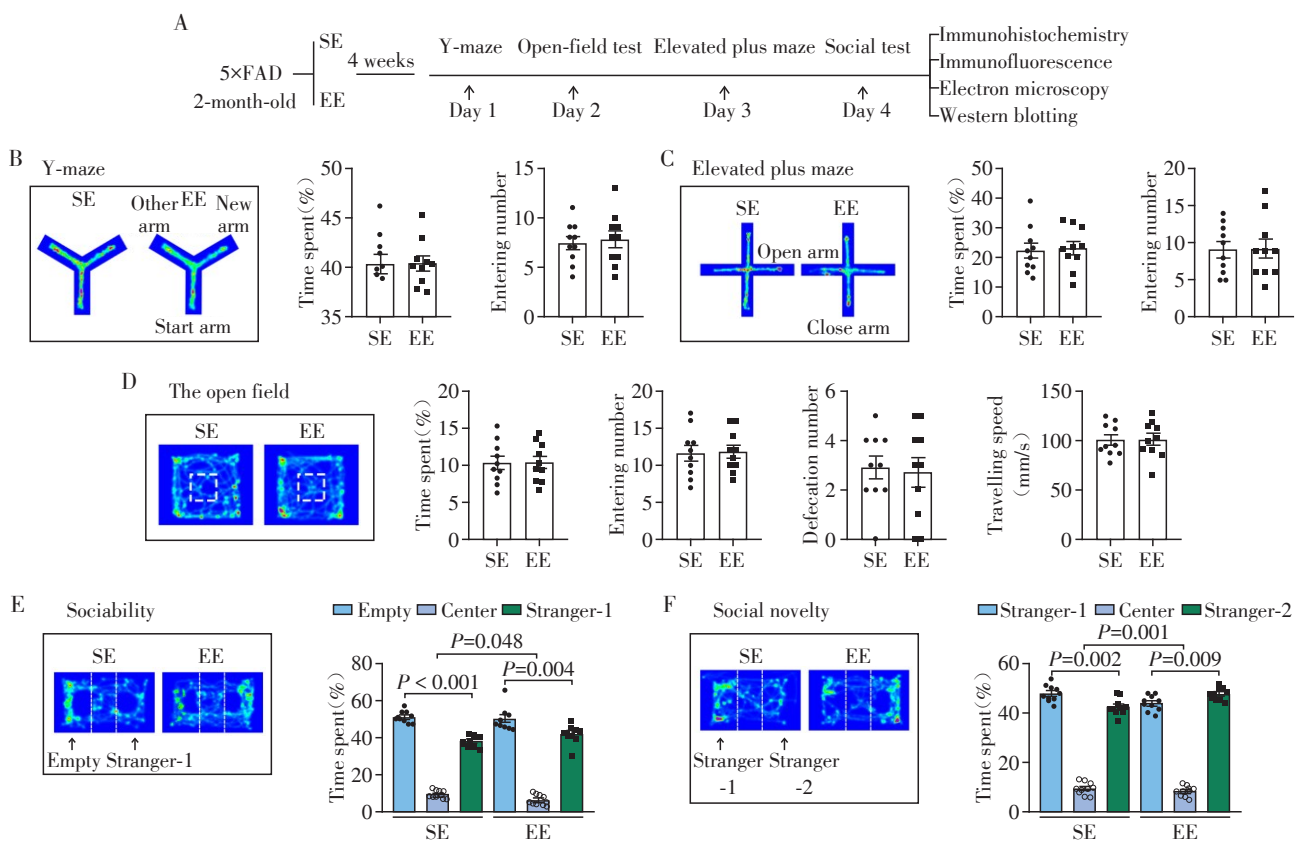 A
SE
4 weeks
5×FAD
2-month-old
EE
Y-maze
Open-field test
Elevated plus maze
Social test
Day 1
Day 2
Day 3
Day 4
Immunohistochemistry
Immunofluorescence
Electron microscopy
Western blotting
B
Y-maze
SE
Other arm
EE
New arm
Start arm
Time spent(%)
50
45
40
35
SE
EE
Entering number
15
10
5
0
SE
EE
C
Elevated plus maze
SE
EE
Open arm
Close arm
Time spent(%)
50
40
30
20
10
0
SE
EE
Entering number
20
15
10
5
0
SE
EE
D
The open field
SE
EE
Time spent(%)
20
15
10
5
0
SE
EE
Entering number
20
15
10
5
0
SE
EE
Defecation number
6
4
2
0
SE
EE
Travelling speed
(mm/s)
150
100
50
0
SE
EE
E
Sociability
SE
EE
Empty Stranger-1
Empty
Center
Stranger-1
P=0.048
P<0.001
P=0.004
Time spent(%)
80
60
40
20
0
SE
EE
F
Social novelty
SE
EE
Stranger
-1
Stranger
-2
Stranger-1
Center
Stranger-2
P=0.001
P=0.002
P=0.009
Time spent(%)
60
40
20
0
SE
EE